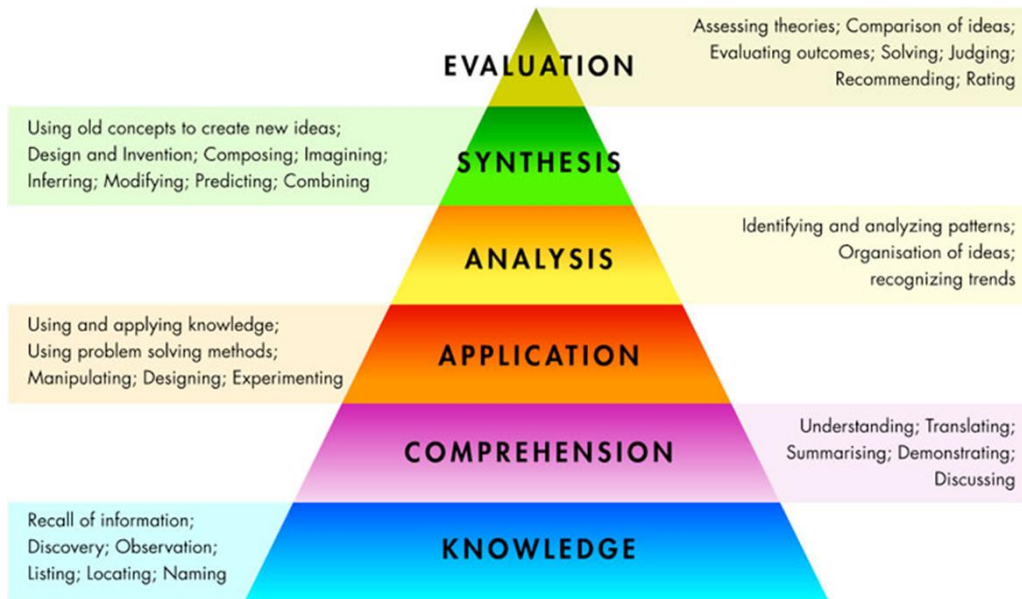 Assessing theories; Comparison of ideas;
Evaluating outcomes; Solving; Judging;
Recommending; Rating
EVALUATION
Using old concepts to create new ideas;
Design and Invention; Composing; Imagining;
Inferring; Modifying; Predicting; Combining
SYNTHESIS
Identifying and analyzing patterns;
Organisation of ideas;
recognizing trends
ANALYSIS
Using and applying knowledge;
Using problem solving methods;
Manipulating; Designing; Experimenting
APPLICATION
Understanding; Translating;
Summarising; Demonstrating;
Discussing
COMPREHENSION
Recall of information;
Discovery; Observation;
Listing; Locating; Naming
KNOWLEDGE